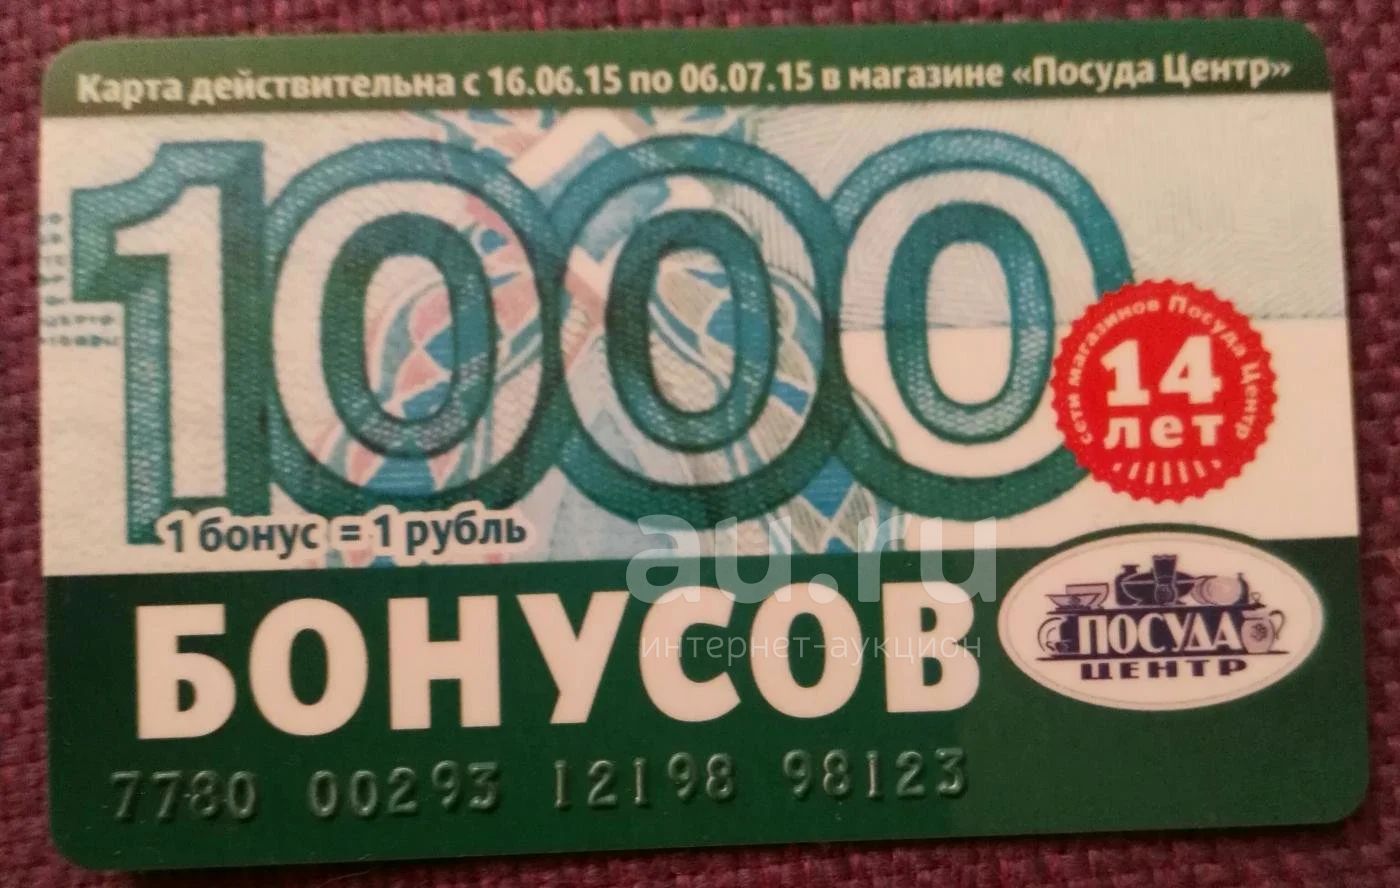 Карта действительна с 16.06.15 по 06.07.15 в магазине «Посуда Центр»
1000
сети магазинов Посуда Центр
14
лет
1 бонус = 1 рубль
au.ru
интернет-аукцион
БОНУСОВ
ПОСУДА
ЦЕНТР
7780 00293 12198 98123